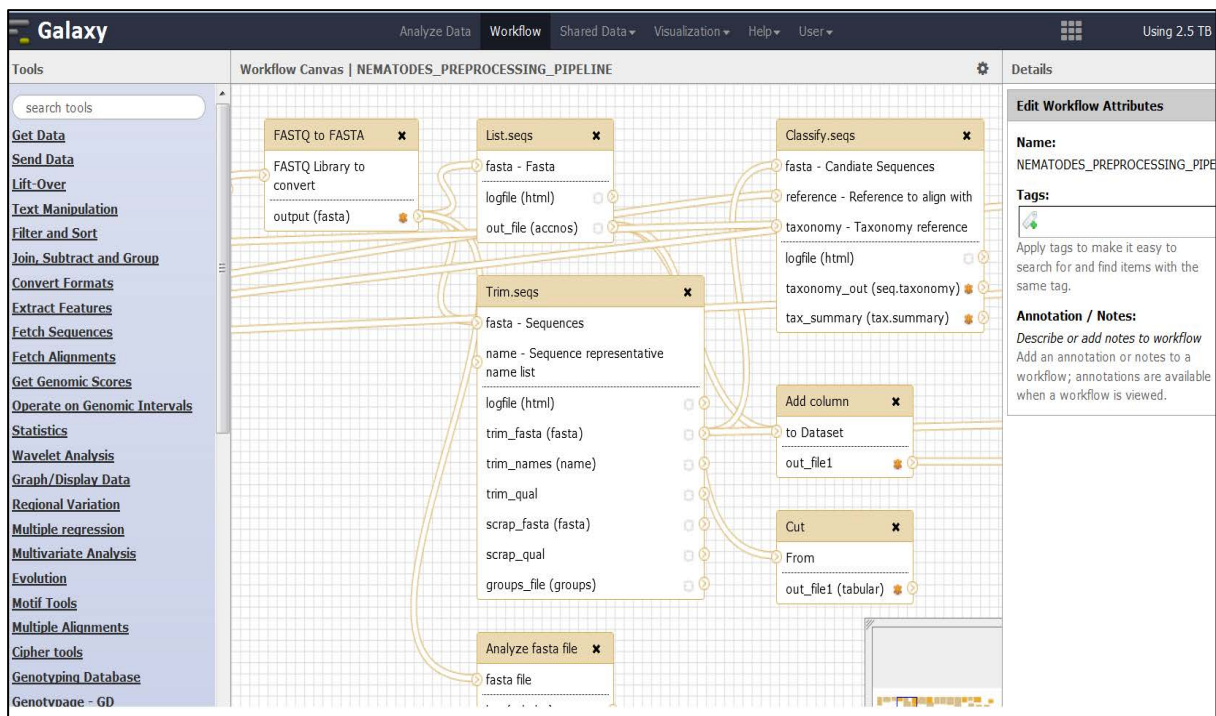 Galaxy
Analyze Data Workflow Shared Data Visualization Help User
Using 2.5 TB
Tools
search tools
Get Data
Send Data
Lift-Over
Text Manipulation
Filter and Sort
Join, Subtract and Group
Convert Formats
Extract Features
Fetch Sequences
Fetch Alignments
Get Genomic Scores
Operate on Genomic Intervals
Statistics
Wavelet Analysis
Graph/Display Data
Regional Variation
Multiple regression
Multivariate Analysis
Evolution
Motif Tools
Multiple Alignments
Cipher tools
Genotyping Database
Genotypage - GD
Workflow Canvas | NEMATODES_PREPROCESSING_PIPELINE
FASTQ to FASTA
FASTQ Library to
convert
output (fasta)
List.seqs
fasta - Fasta
logfile (html)
out_file (accnos)
Trim.seqs
fasta - Sequences
name - Sequence representative
name list
logfile (html)
trim_fasta (fasta)
trim_names (name)
trim_qual
scrap_fasta (fasta)
scrap_qual
groups_file (groups)
Analyze fasta file
fasta file
Classify.seqs
fasta - Candiate Sequences
reference - Reference to align with
taxonomy - Taxonomy reference
logfile (html)
taxonomy_out (seq.taxonomy)
tax_summary (tax.summary)
Add column
to Dataset
out_file1
Cut
From
out_file1 (tabular)
Details
Edit Workflow Attributes
Name:
NEMATODES_PREPROCESSING_PIPE
Tags:
Apply tags to make it easy to
search for and find items with the
same tag.
Annotation / Notes:
Describe or add notes to workflow
Add an annotation or notes to a
workflow; annotations are available
when a workflow is viewed.